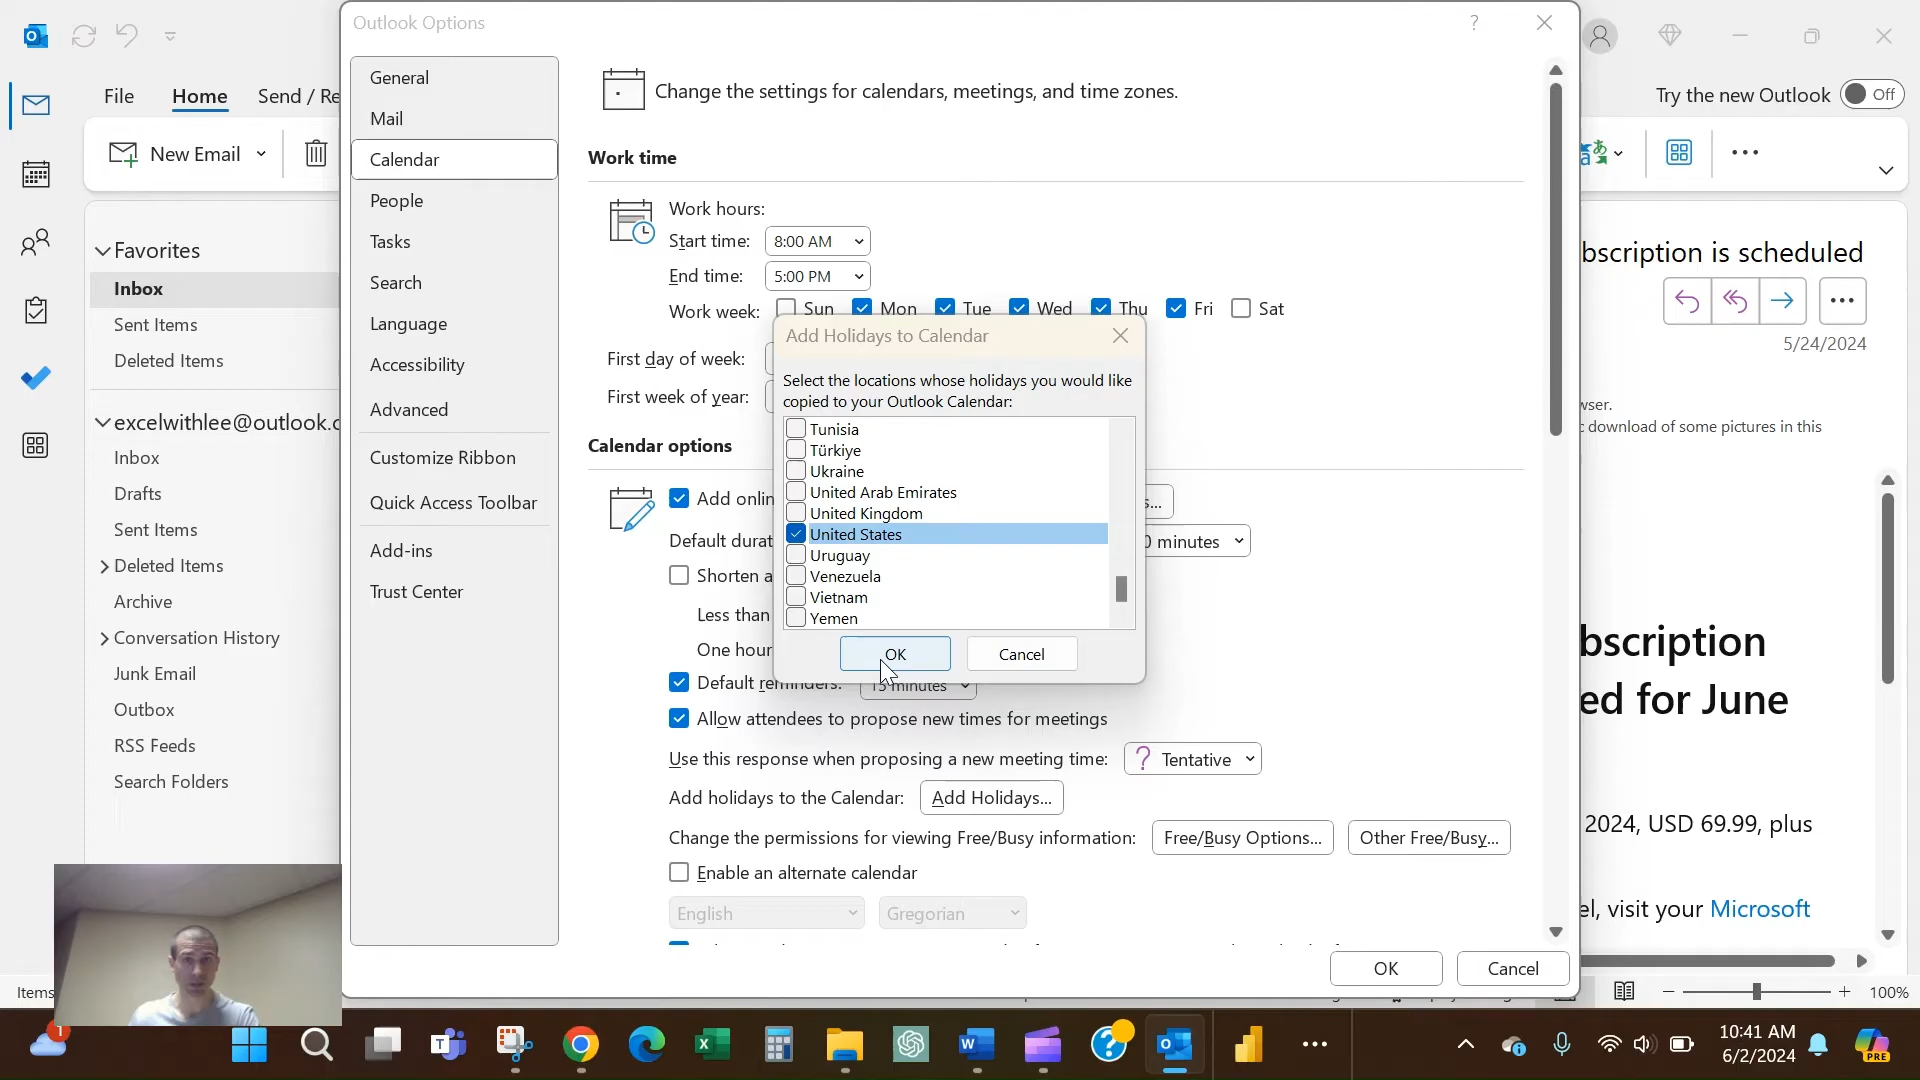 Outlook Options
?
File
Home
Send / Re
Try the new Outlook
Off
New Email
Favorites
Inbox
Sent Items
Deleted Items
excelwithlee@outlook.c
Inbox
Drafts
Sent Items
Deleted Items
Archive
Conversation History
Junk Email
Outbox
RSS Feeds
Search Folders
Items
General
Mail
Calendar
People
Tasks
Search
Language
Accessibility
Advanced
Customize Ribbon
Quick Access Toolbar
Add-ins
Trust Center
Change the settings for calendars, meetings, and time zones.
Work time
Work hours:
Start time: 8:00 AM
End time: 5:00 PM
Work week: Sun Mon Tue Wed Thu Fri Sat
First day of week:
First week of year:
Calendar options
Add onlin
s...
Default durat
0 minutes
Shorten a
Less than
One hour
Default reminders: 15 minutes
Allow attendees to propose new times for meetings
Use this response when proposing a new meeting time: ? Tentative
Add holidays to the Calendar: Add Holidays...
Change the permissions for viewing Free/Busy information: Free/Busy Options... Other Free/Busy...
Enable an alternate calendar
English Gregorian
OK Cancel
Add Holidays to Calendar
Select the locations whose holidays you would like
copied to your Outlook Calendar:
Tunisia
Türkiye
Ukraine
United Arab Emirates
United Kingdom
United States
Uruguay
Venezuela
Vietnam
Yemen
OK Cancel
bscription is scheduled
5/24/2024
wser.
download of some pictures in this
bscription
ed for June
2024, USD 69.99, plus
el, visit your Microsoft
100%
1
10:41 AM
6/2/2024
PRE